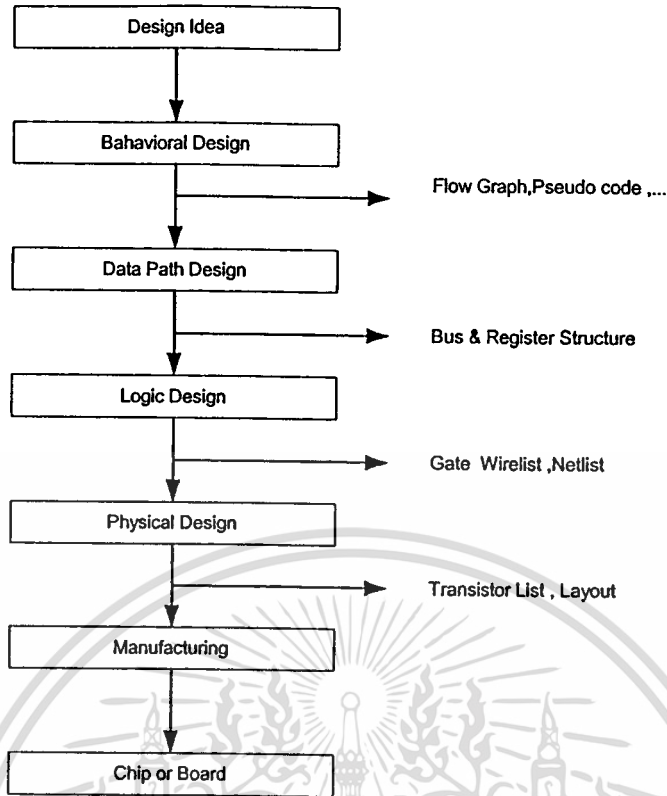 Design Idea
Bahavioral Design
Flow Graph,Pseudo code ,...
Data Path Design
Bus & Register Structure
Logic Design
Gate Wirelist ,Netlist
Physical Design
Transistor List , Layout
Manufacturing
Chip or Board